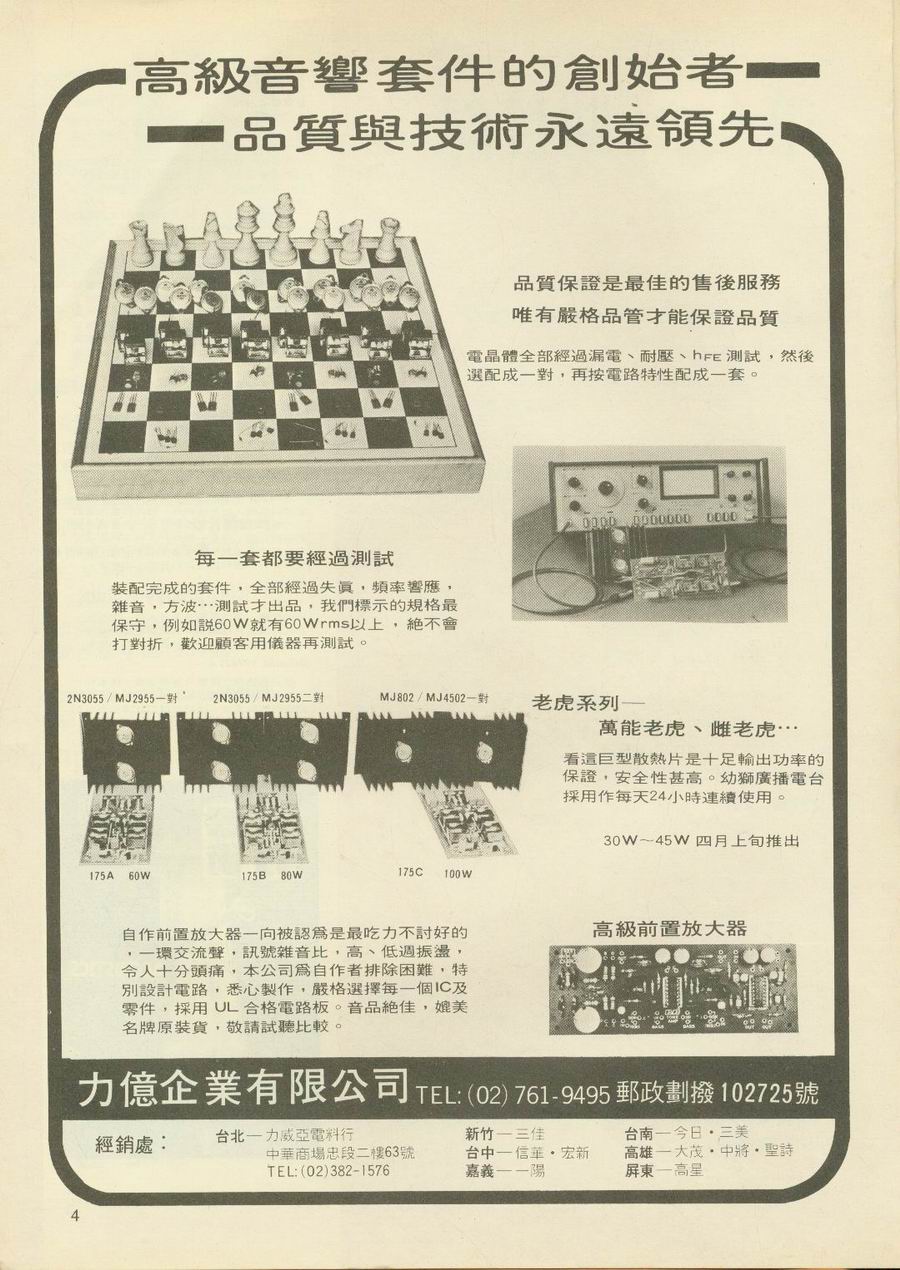 高級音響套件的創始者
品質與技術永遠領先
品質保證是最佳的售後服務
唯有嚴格品管才能保證品質
電晶體全部經過漏電、耐壓、hFE測試，然後
選配成一對，再按電路特性配成一套。
每一套都要經過測試
裝配完成的套件，全部經過失眞，頻率響應，
雜音，方波…測試才出品，我們標示的規格最
保守，例如説60W就有60Wrms以上，絶不會
打對折，歡迎顧客用儀器再測試。
2N3055/MJ2955一對
2N3055/MJ2955二對
MJ802/MJ4502一對
175A 60W
175B 80W
175C 100W
老虎系列—
萬能老虎、雌老虎…
看這巨型散熱片是十足輸出功率的
保證，安全性甚高。幼獅廣播電台
採用作每天24小時連續使用。
30W～45W 四月上旬推出
自作前置放大器一向被認爲是最吃力不討好的
，一環交流聲，訊號雜音比，高、低週振盪，
令人十分頭痛，本公司爲自作者排除困難，特
別設計電路，悉心製作，嚴格選擇每一個IC及
零件，採用 UL 合格電路板。音品絶佳，媲美
名牌原裝貨，敬請試聽比較。
高級前置放大器
力億企業有限公司 TEL:(02)761-9495 郵政劃撥102725號
經銷處：
台北—力威亞電料行
中華商場忠段二樓63號
TEL:(02)382-1576
新竹—三佳
台中—信華・宏新
嘉義—一陽
台南—今日・三美
高雄—大茂・中將・聖詩
屏東—高星
4